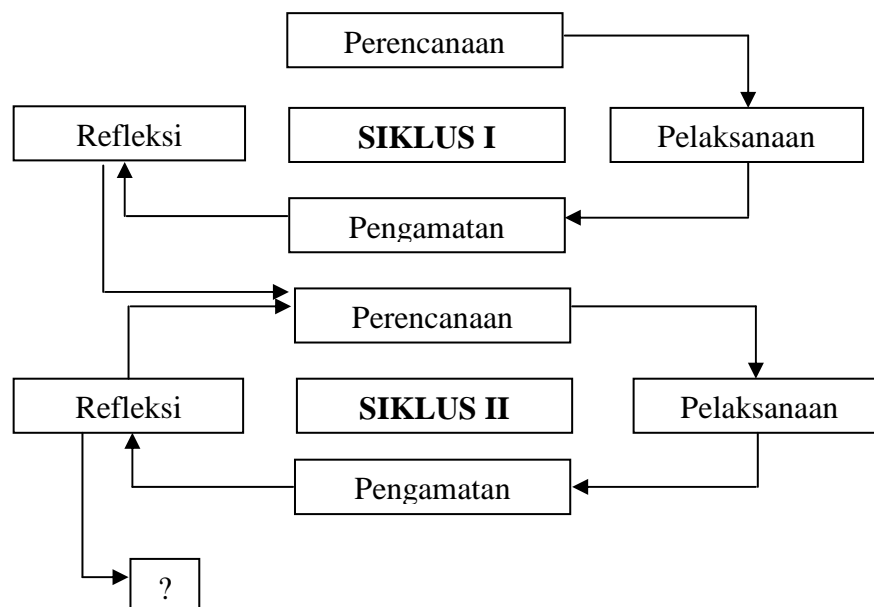 Perencanaan
Refleksi
SIKLUS I
Pelaksanaan
Pengamatan
Perencanaan
Refleksi
SIKLUS II
Pelaksanaan
Pengamatan
?